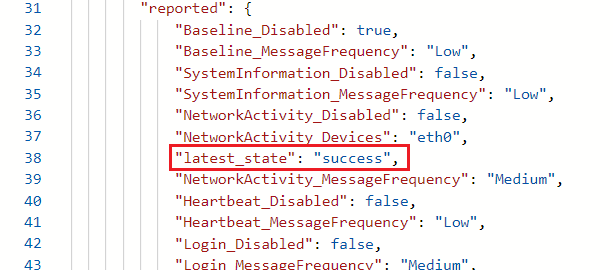 31 "reported": {
32 "Baseline_Disabled": true,
33 "Baseline_MessageFrequency": "Low",
34 "SystemInformation_Disabled": false,
35 "SystemInformation_MessageFrequency": "Low",
36 "NetworkActivity_Disabled": false,
37 "NetworkActivity_Devices": "eth0",
38 "latest_state": "success",
39 "NetworkActivity_MessageFrequency": "Medium",
40 "Heartbeat_Disabled": false,
41 "Heartbeat_MessageFrequency": "Low",
42 "Login_Disabled": false,
43 "Login_MessageFrequency": "Medium",